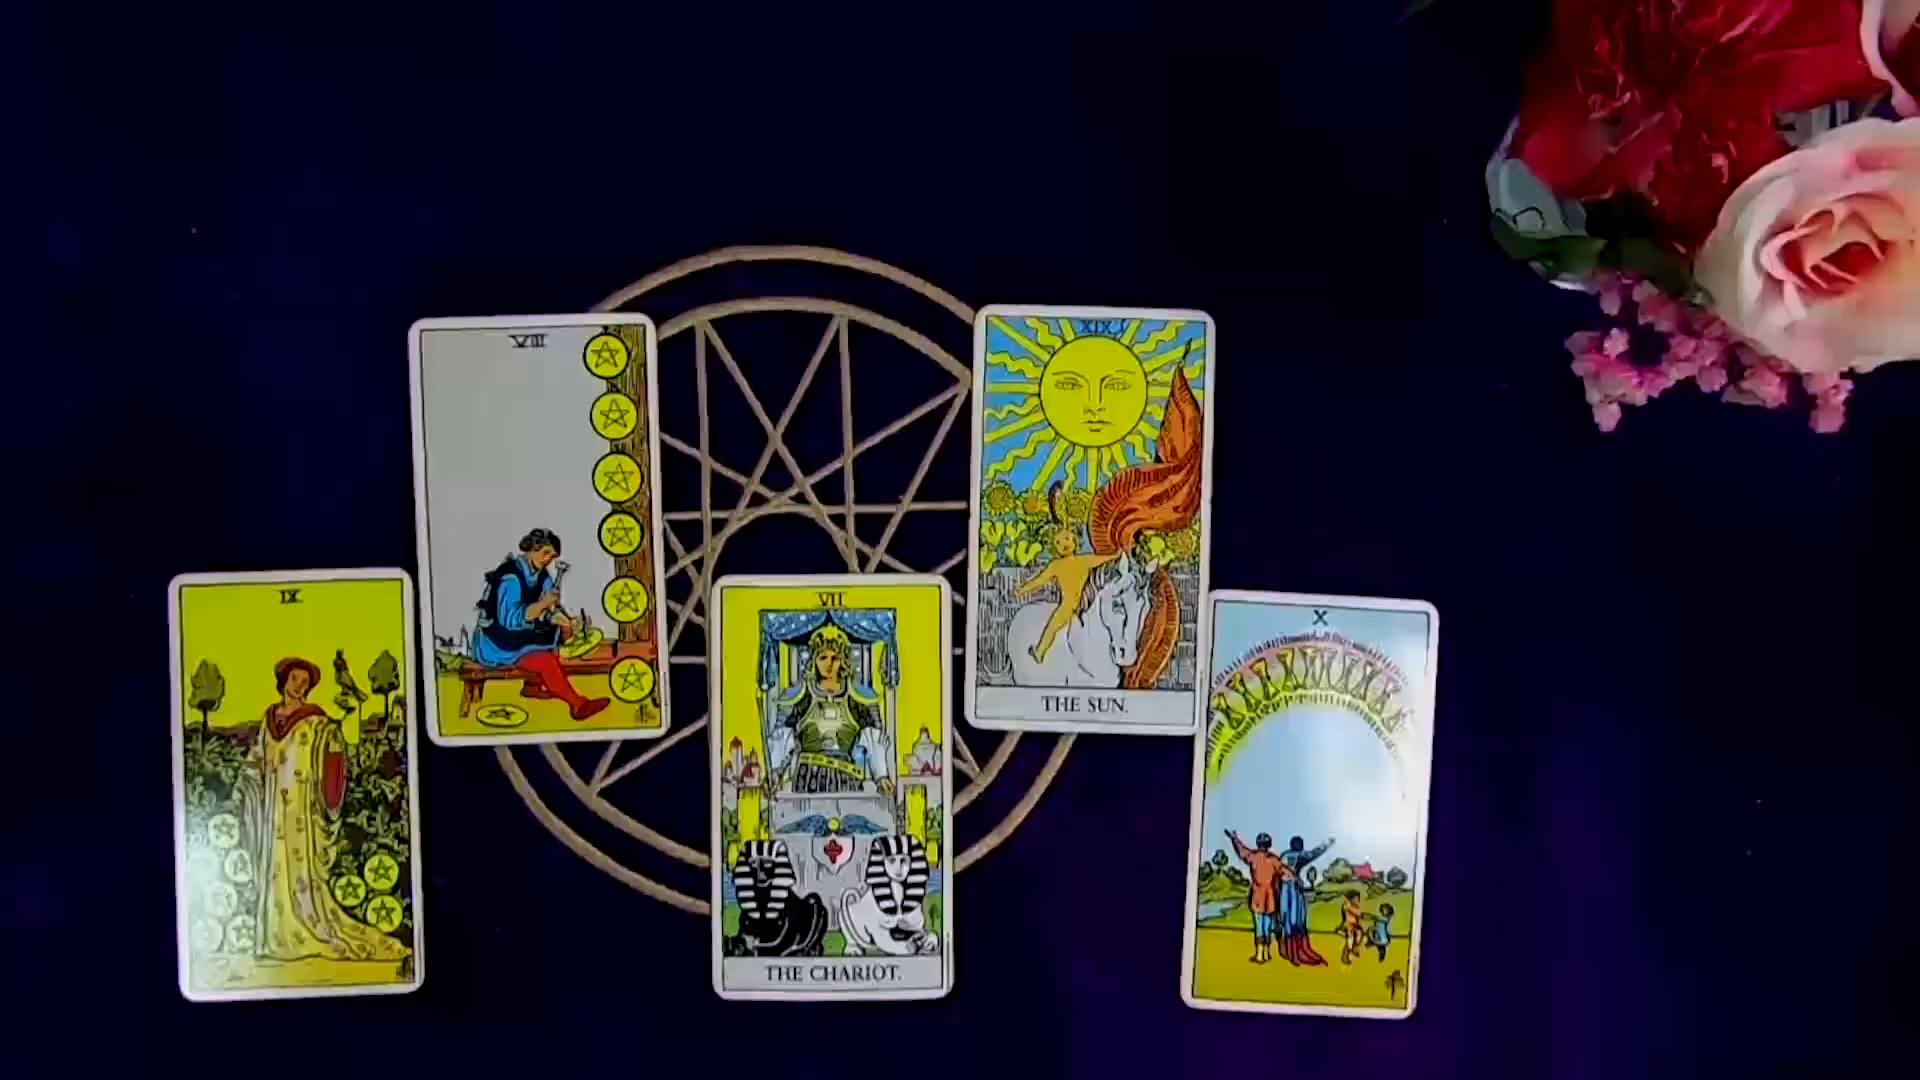 VIII
XIX
THE SUN.
IX
VII
THE CHARIOT.
X